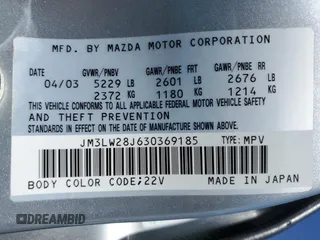 MFD. BY MAZDA MOTOR CORPORATION
GVWR/PNBV GAWR/PNBE FR GAWR/PNBE RR
04/03 5229 LB 2601 LB 2676 LB
2372 KG 1180 KG 1214 KG
THIS VEHICLE CONFORMS TO ALL APPLICABLE FEDERAL MOTOR VEHICLE SAFETY
AND THEFT PREVENTION
STANDARDS IN EFFECT ON THE DATE OF MANUFACTURE SHOWN ABOVE.
JM3LW28J630369185 TYPE: MPV
BODY COLOR CODE;22V MADE IN JAPAN
DREAMBID